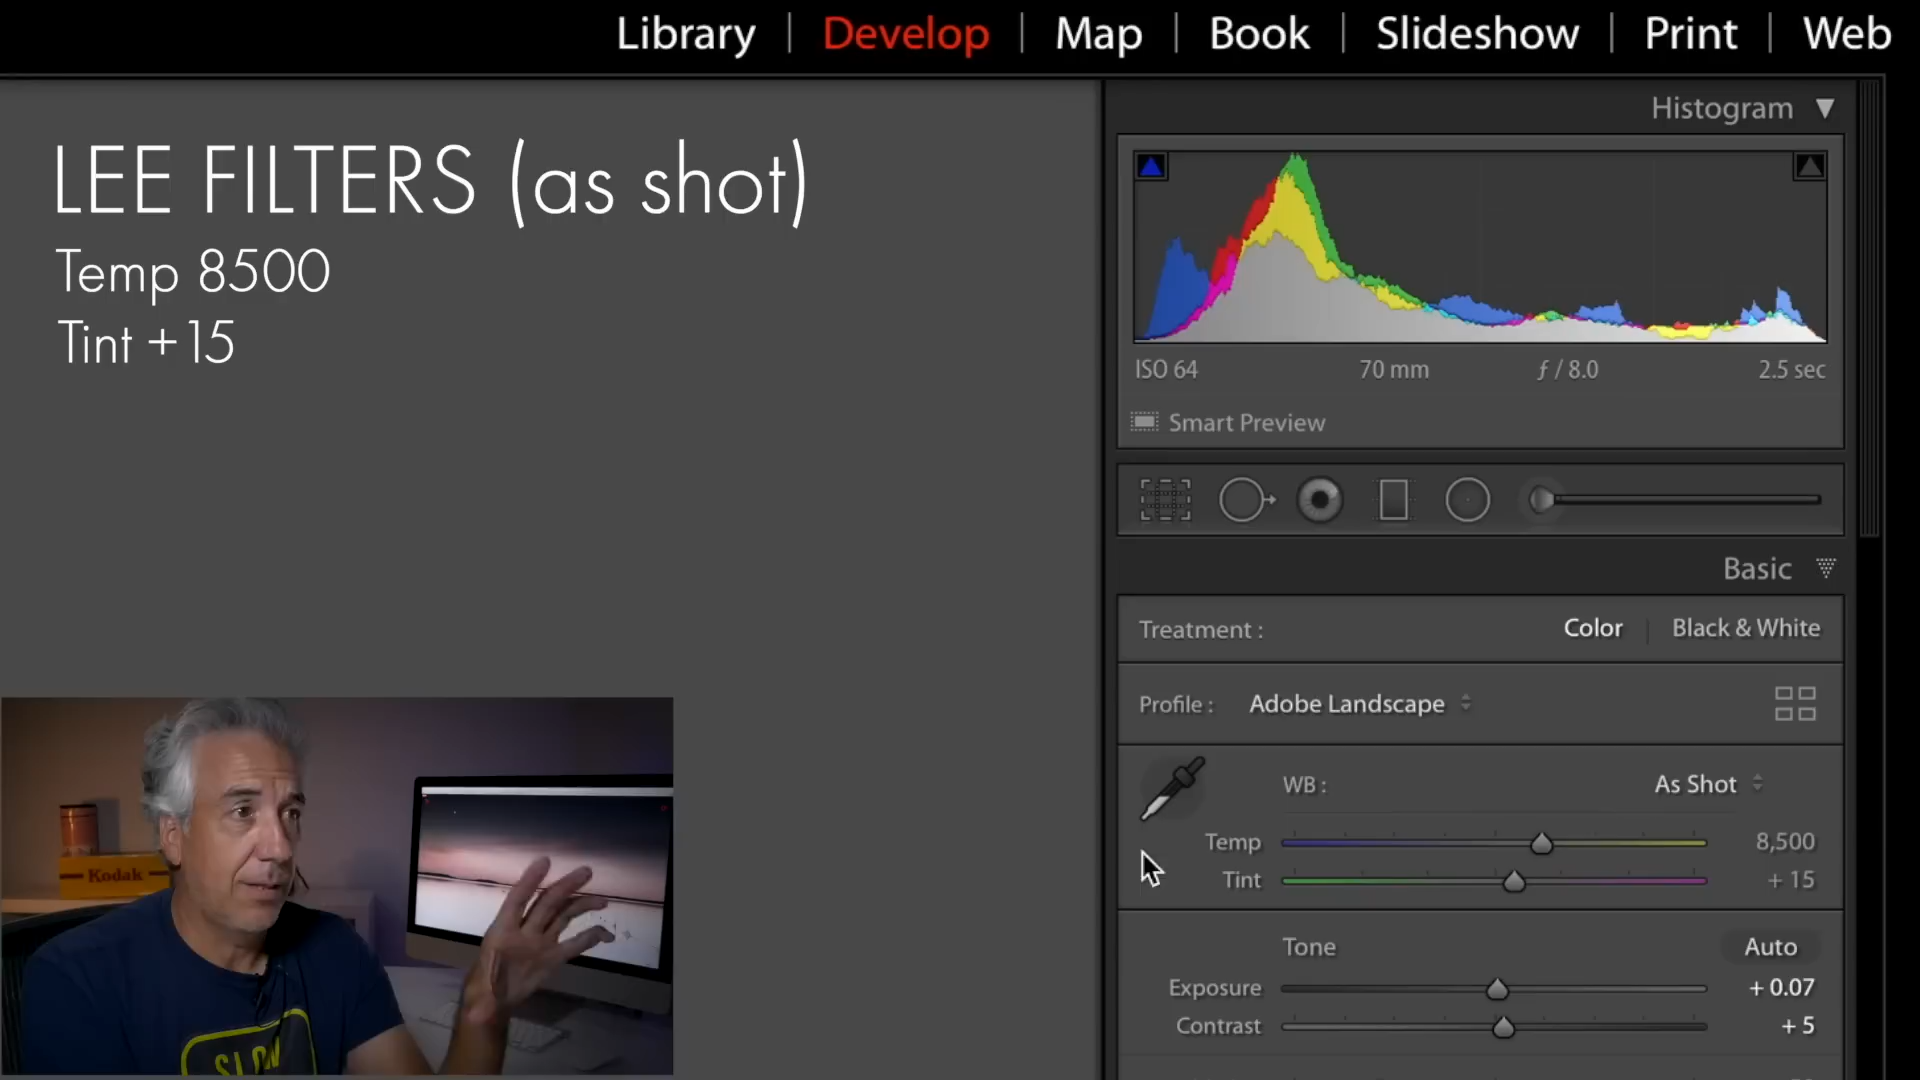 Library | Develop | Map | Book | Slideshow | Print | Web
Histogram
LEE FILTERS (as shot)
Temp 8500
Tint +15
ISO 64 70 mm ƒ / 8.0 2.5 sec
Smart Preview
Basic
Treatment : Color | Black & White
Profile : Adobe Landscape
WB : As Shot
Temp 8,500
Tint + 15
Tone Auto
Exposure + 0.07
Contrast + 5
Kodak
SLOW